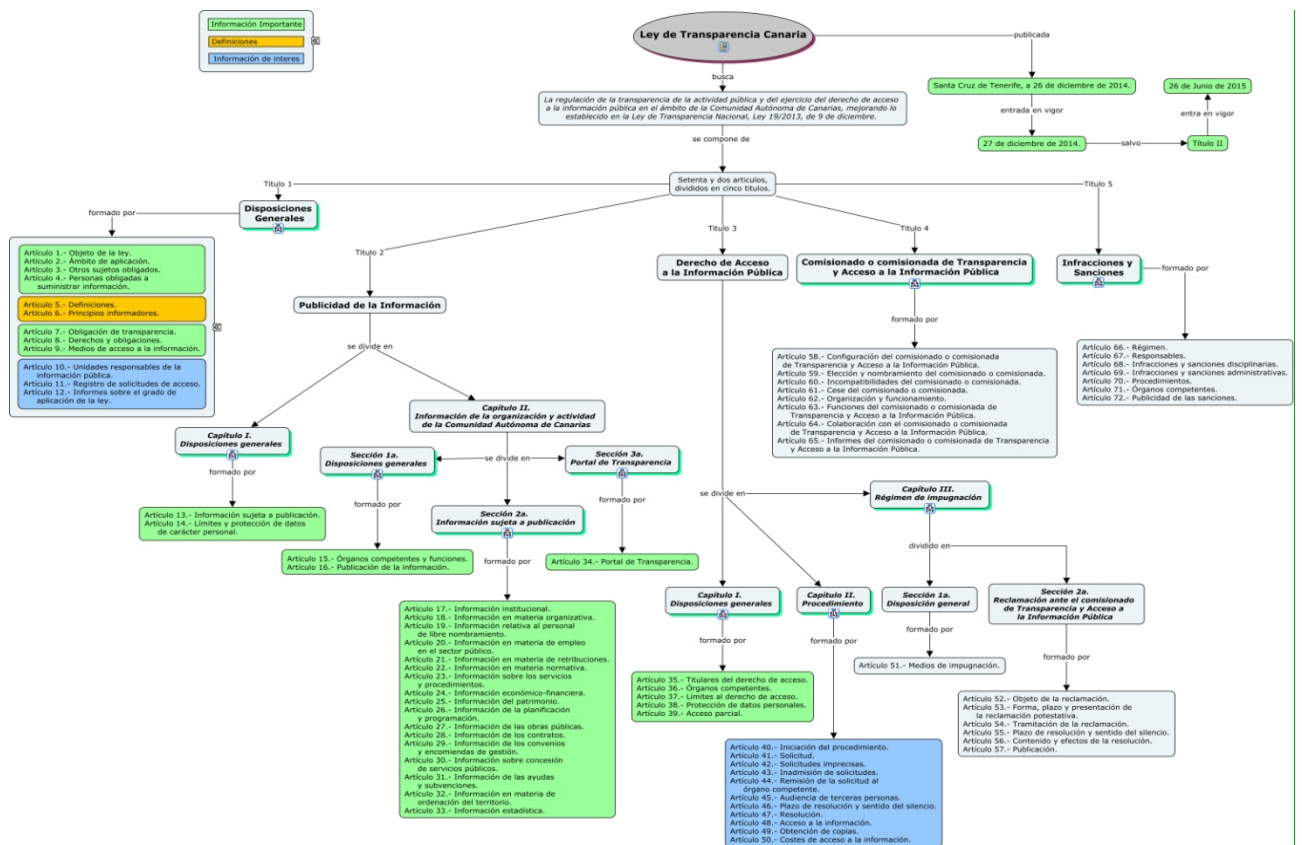 Información Importante
Definiciones
Información de interes
Ley de Transparencia Canaria
publicada
busca
Santa Cruz de Tenerife, a 26 de diciembre de 2014.
26 de Junio de 2015
La regulación de la transparencia de la actividad pública y del ejercicio del derecho de acceso
a la información pública en el ámbito de la Comunidad Autónoma de Canarias, mejorando lo
establecido en la Ley de Transparencia Nacional, Ley 19/2013, de 9 de diciembre.
entrada en vigor
entra en vigor
27 de diciembre de 2014.
salvo
Título II
se compone de
Setenta y dos articulos,
divididos en cinco titulos.
Titulo 1
formado por
Disposiciones
Generales
Artículo 1.- Objeto de la ley.
Artículo 2.- Ámbito de aplicación.
Artículo 3.- Otros sujetos obligados.
Artículo 4.- Personas obligadas a
suministrar información.
Artículo 5.- Definiciones.
Artículo 6.- Principios informadores.
Artículo 7.- Obligación de transparencia.
Artículo 8.- Derechos y obligaciones.
Artículo 9.- Medios de acceso a la información.
Artículo 10.- Unidades responsables de la
información pública.
Artículo 11.- Registro de solicitudes de acceso.
Artículo 12.- Informes sobre el grado de
aplicación de la ley.
Titulo 2
Publicidad de la Información
se divide en
Capítulo I.
Disposiciones generales
formado por
Artículo 13.- Información sujeta a publicación.
Artículo 14.- Límites y protección de datos
de carácter personal.
Capítulo II.
Información de la organización y actividad
de la Comunidad Autónoma de Canarias
se divide en
Sección 1a.
Disposiciones generales
formado por
Artículo 15.- Órganos competentes y funciones.
Artículo 16.- Publicación de la información.
Sección 2a.
Información sujeta a publicación
formado por
Artículo 17.- Información institucional.
Artículo 18.- Información en materia organizativa.
Artículo 19.- Información relativa al personal
de libre nombramiento.
Artículo 20.- Información en materia de empleo
en el sector público.
Artículo 21.- Información en materia de retribuciones.
Artículo 22.- Información en materia normativa.
Artículo 23.- Información sobre los servicios
y procedimientos.
Artículo 24.- Información económico-financiera.
Artículo 25.- Información del patrimonio.
Artículo 26.- Información de la planificación
y programación.
Artículo 27.- Información de las obras públicas.
Artículo 28.- Información de los contratos.
Artículo 29.- Información de los convenios
y encomiendas de gestión.
Artículo 30.- Información sobre concesión
de servicios públicos.
Artículo 31.- Información de las ayudas
y subvenciones.
Artículo 32.- Información en materia de
ordenación del territorio.
Artículo 33.- Información estadística.
Sección 3a.
Portal de Transparencia
formado por
Artículo 34.- Portal de Transparencia.
Titulo 3
Derecho de Acceso
a la Información Pública
se divide en
Capítulo I.
Disposiciones generales
formado por
Artículo 35.- Titulares del derecho de acceso.
Artículo 36.- Órganos competentes.
Artículo 37.- Límites al derecho de acceso.
Artículo 38.- Protección de datos personales.
Artículo 39.- Acceso parcial.
Capítulo II.
Procedimiento
formado por
Artículo 40.- Iniciación del procedimiento.
Artículo 41.- Solicitud.
Artículo 42.- Solicitudes imprecisas.
Artículo 43.- Inadmisión de solicitudes.
Artículo 44.- Remisión de la solicitud al
órgano competente.
Artículo 45.- Audiencia de terceras personas.
Artículo 46.- Plazo de resolución y sentido del silencio.
Artículo 47.- Resolución.
Artículo 48.- Acceso a la información.
Artículo 49.- Obtención de copias.
Artículo 50.- Costes de acceso a la información.
Capítulo III.
Régimen de impugnación
dividido en
Sección 1a.
Disposición general
formado por
Artículo 51.- Medios de impugnación.
Sección 2a.
Reclamación ante el comisionado
de Transparencia y Acceso a
la Información Pública
formado por
Artículo 52.- Objeto de la reclamación.
Artículo 53.- Forma, plazo y presentación de
la reclamación potestativa.
Artículo 54.- Tramitación de la reclamación.
Artículo 55.- Plazo de resolución y sentido del silencio.
Artículo 56.- Contenido y efectos de la resolución.
Artículo 57.- Publicación.
Titulo 4
Comisionado o comisionada de Transparencia
y Acceso a la Información Pública
formado por
Artículo 58.- Configuración del comisionado o comisionada
de Transparencia y Acceso a la Información Pública.
Artículo 59.- Elección y nombramiento del comisionado o comisionada.
Artículo 60.- Incompatibilidades del comisionado o comisionada.
Artículo 61.- Cese del comisionado o comisionada.
Artículo 62.- Organización y funcionamiento.
Artículo 63.- Funciones del comisionado o comisionada de
Transparencia y Acceso a la Información Pública.
Artículo 64.- Colaboración con el comisionado o comisionada
de Transparencia y Acceso a la Información Pública.
Artículo 65.- Informes del comisionado o comisionada de Transparencia
y Acceso a la Información Pública.
Titulo 5
Infracciones y
Sanciones
formado por
Artículo 66.- Régimen.
Artículo 67.- Responsables.
Artículo 68.- Infracciones y sanciones disciplinarias.
Artículo 69.- Infracciones y sanciones administrativas.
Artículo 70.- Procedimientos.
Artículo 71.- Órganos competentes.
Artículo 72.- Publicidad de las sanciones.